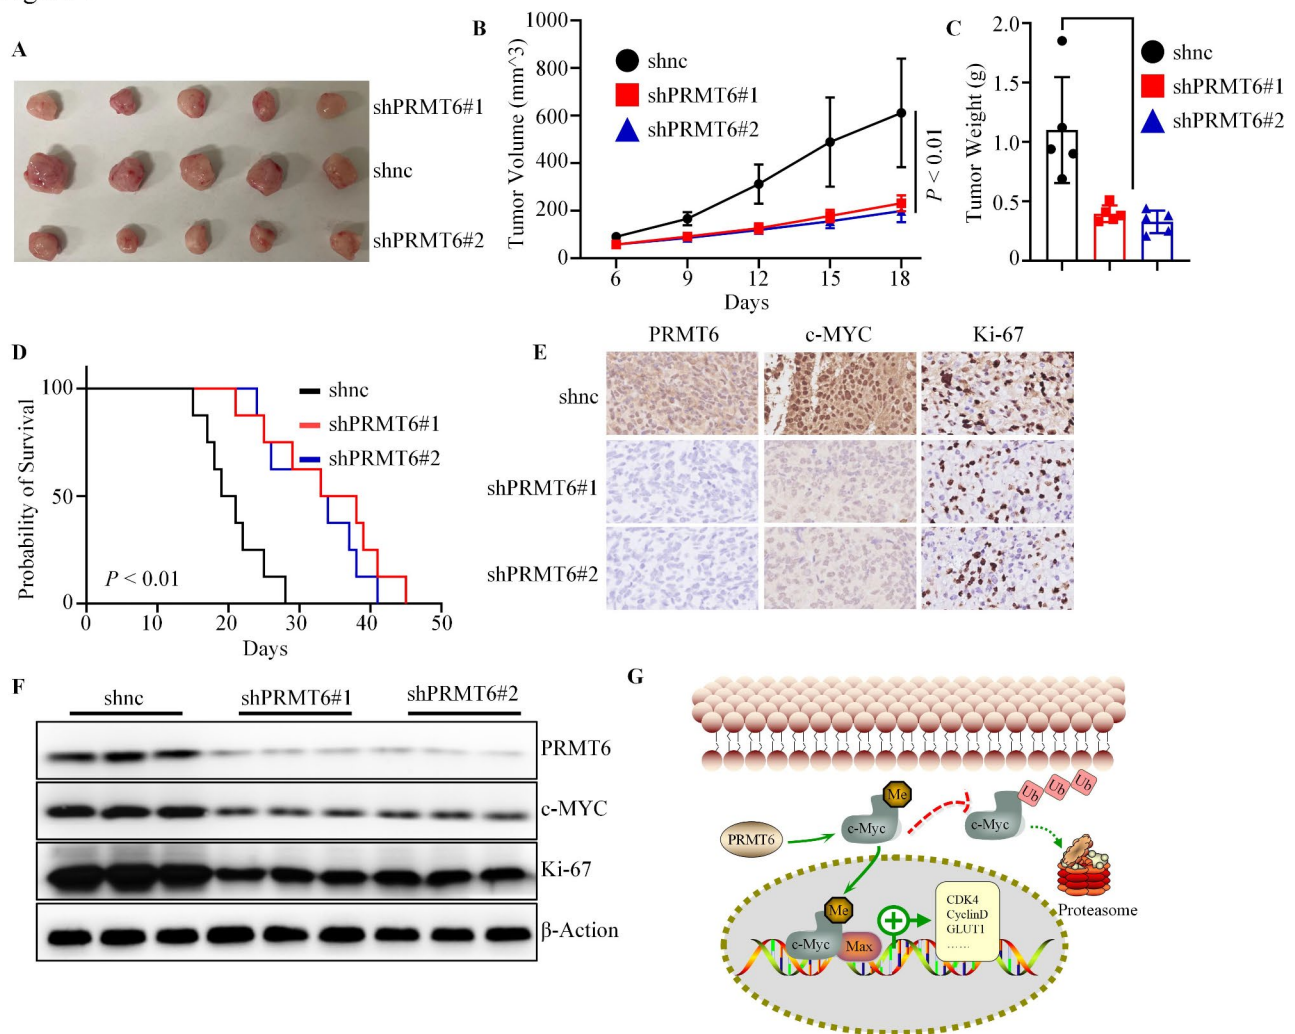 A
shPRMT6#1
shnc
shPRMT6#2
B
Tumor Volume (mm^3)
1000
800
600
400
200
0
6 9 12 15 18
Days
shnc
shPRMT6#1
shPRMT6#2
P < 0.01
C
Tumor Weight (g)
2.0
1.5
1.0
0.5
0
shnc
shPRMT6#1
shPRMT6#2
D
Probability of Survival
100
50
0
0 10 20 30 40 50
Days
shnc
shPRMT6#1
shPRMT6#2
P < 0.01
E
PRMT6 c-MYC Ki-67
shnc
shPRMT6#1
shPRMT6#2
F
shnc shPRMT6#1 shPRMT6#2
PRMT6
c-MYC
Ki-67
β-Action
G
Me
Ub Ub Ub
PRMT6
c-Myc
c-Myc
Proteasome
Me
c-Myc
Max
CDK4
CyclinD
GLUT1
......